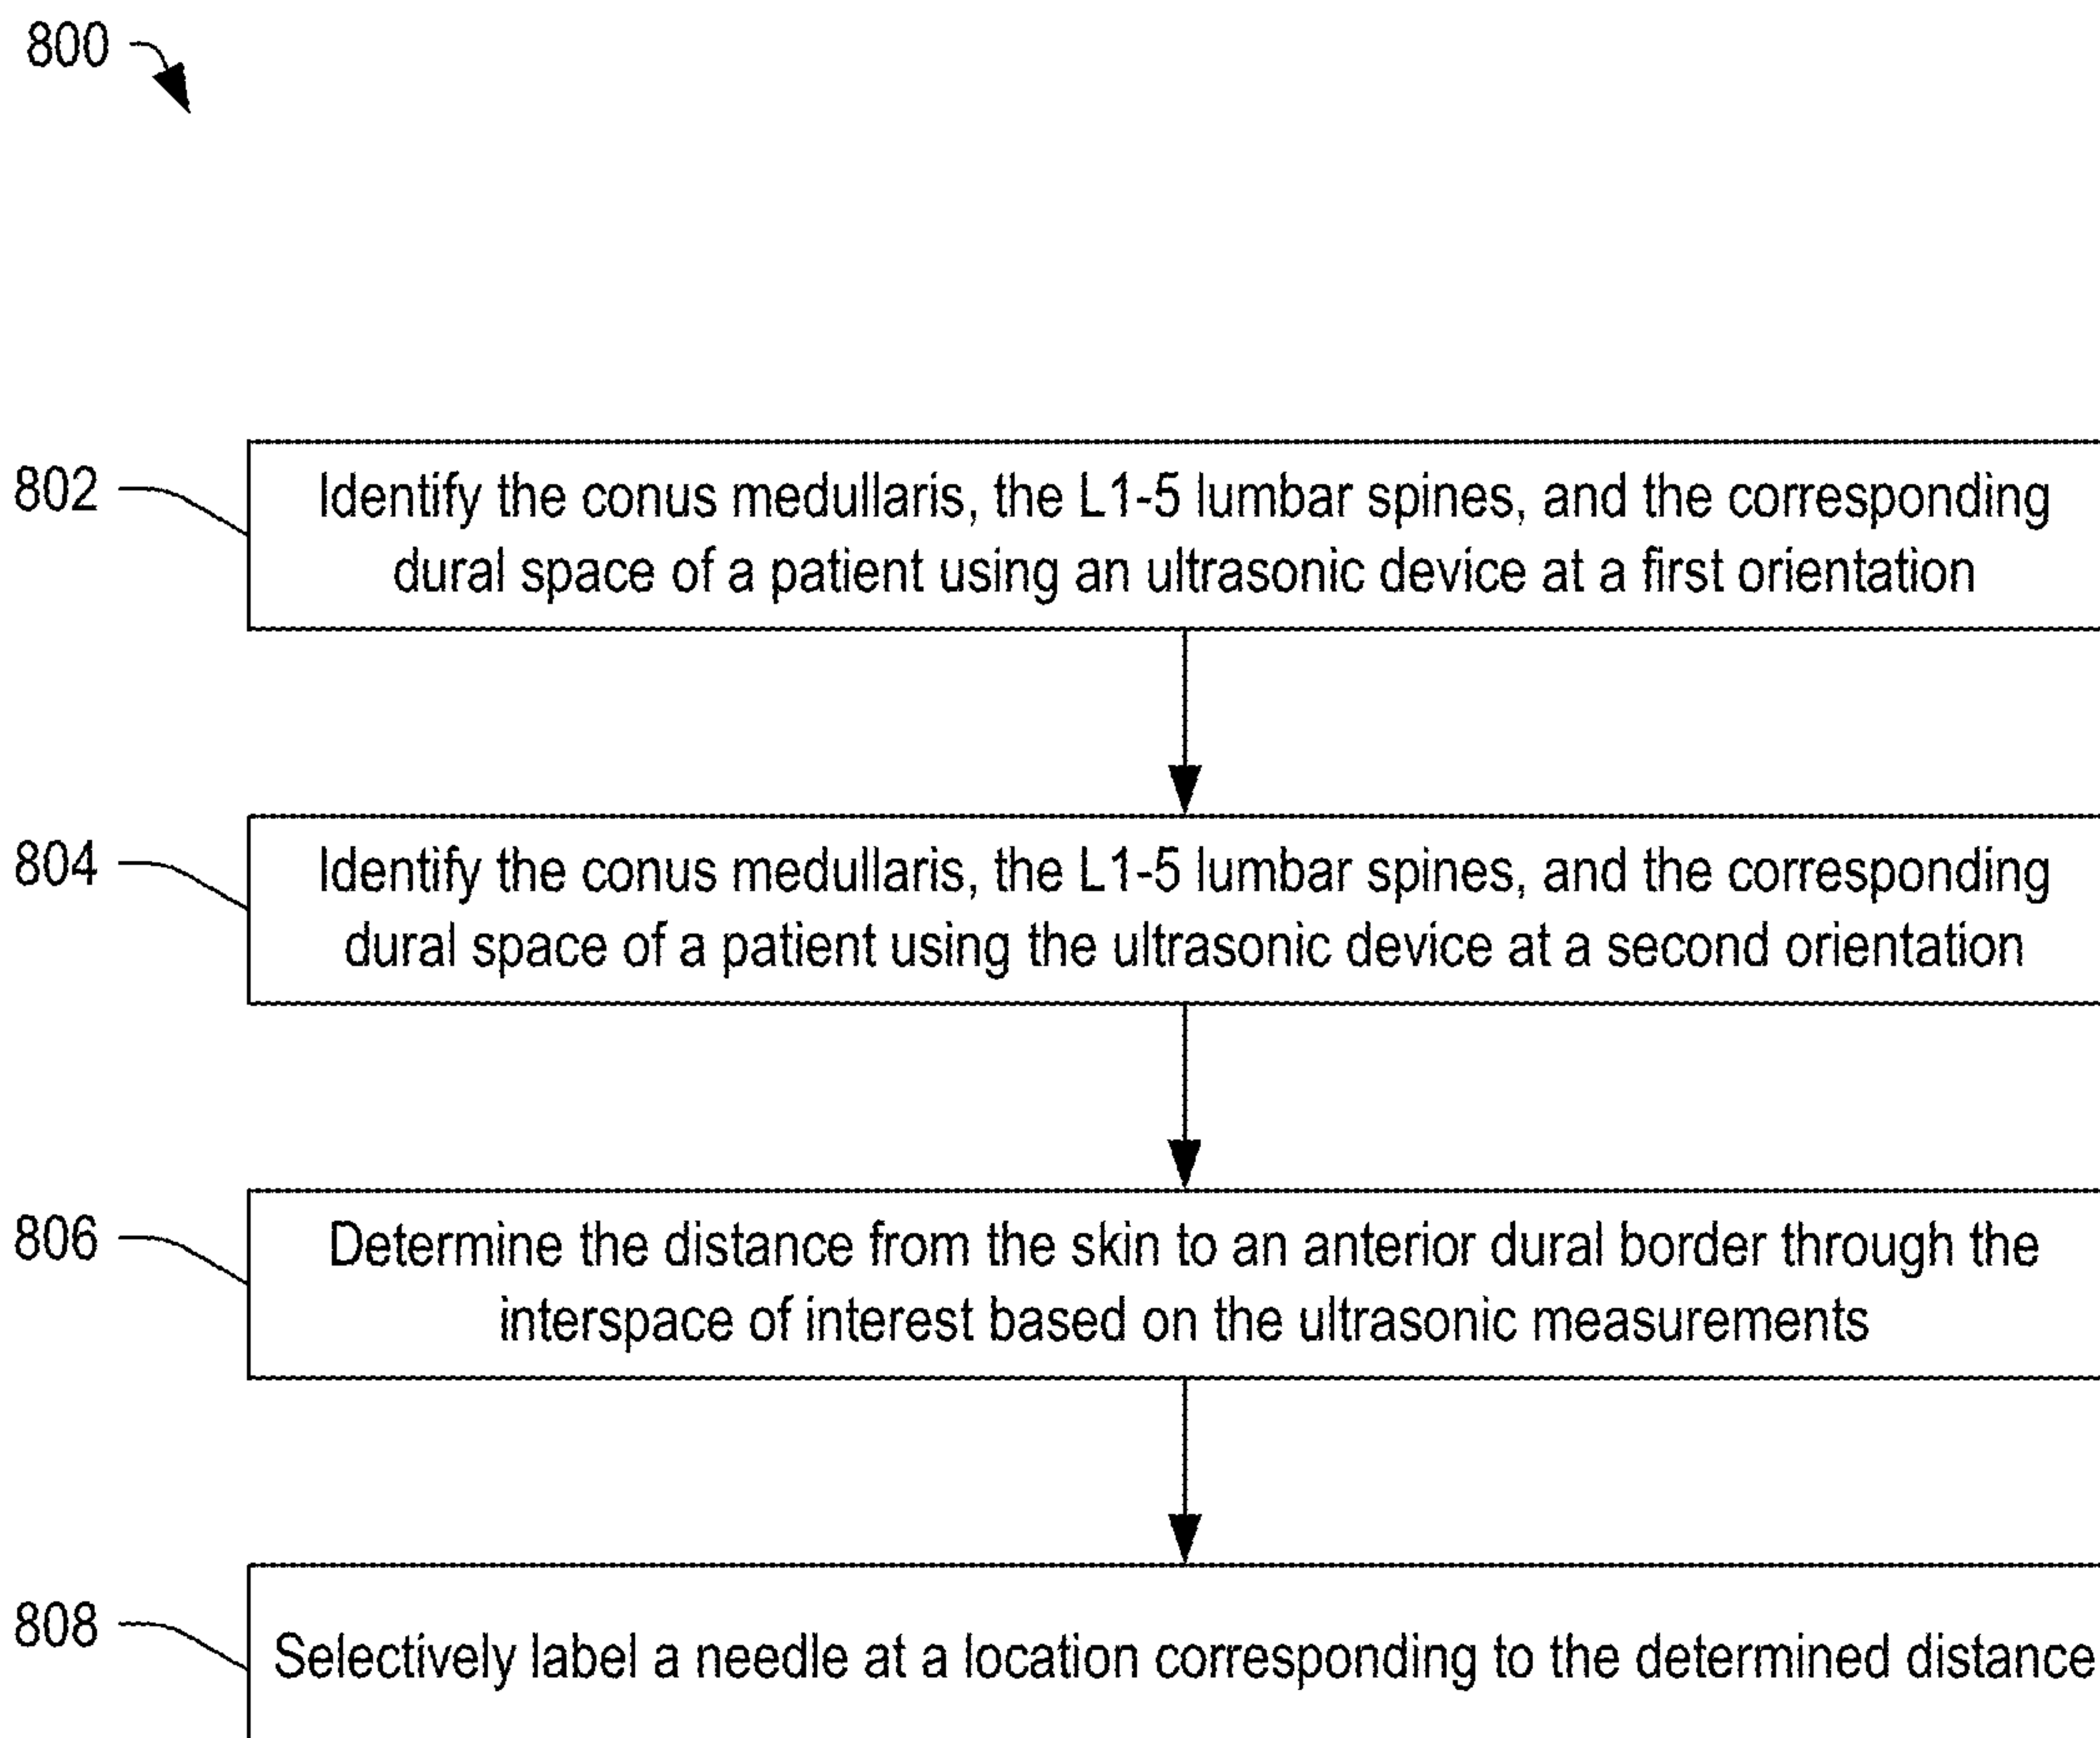 800
802
Identify the conus medullaris, the L1-5 lumbar spines, and the corresponding
dural space of a patient using an ultrasonic device at a first orientation
804
Identify the conus medullaris, the L1-5 lumbar spines, and the corresponding
dural space of a patient using the ultrasonic device at a second orientation
806
Determine the distance from the skin to an anterior dural border through the
interspace of interest based on the ultrasonic measurements
808
Selectively label a needle at a location corresponding to the determined distance